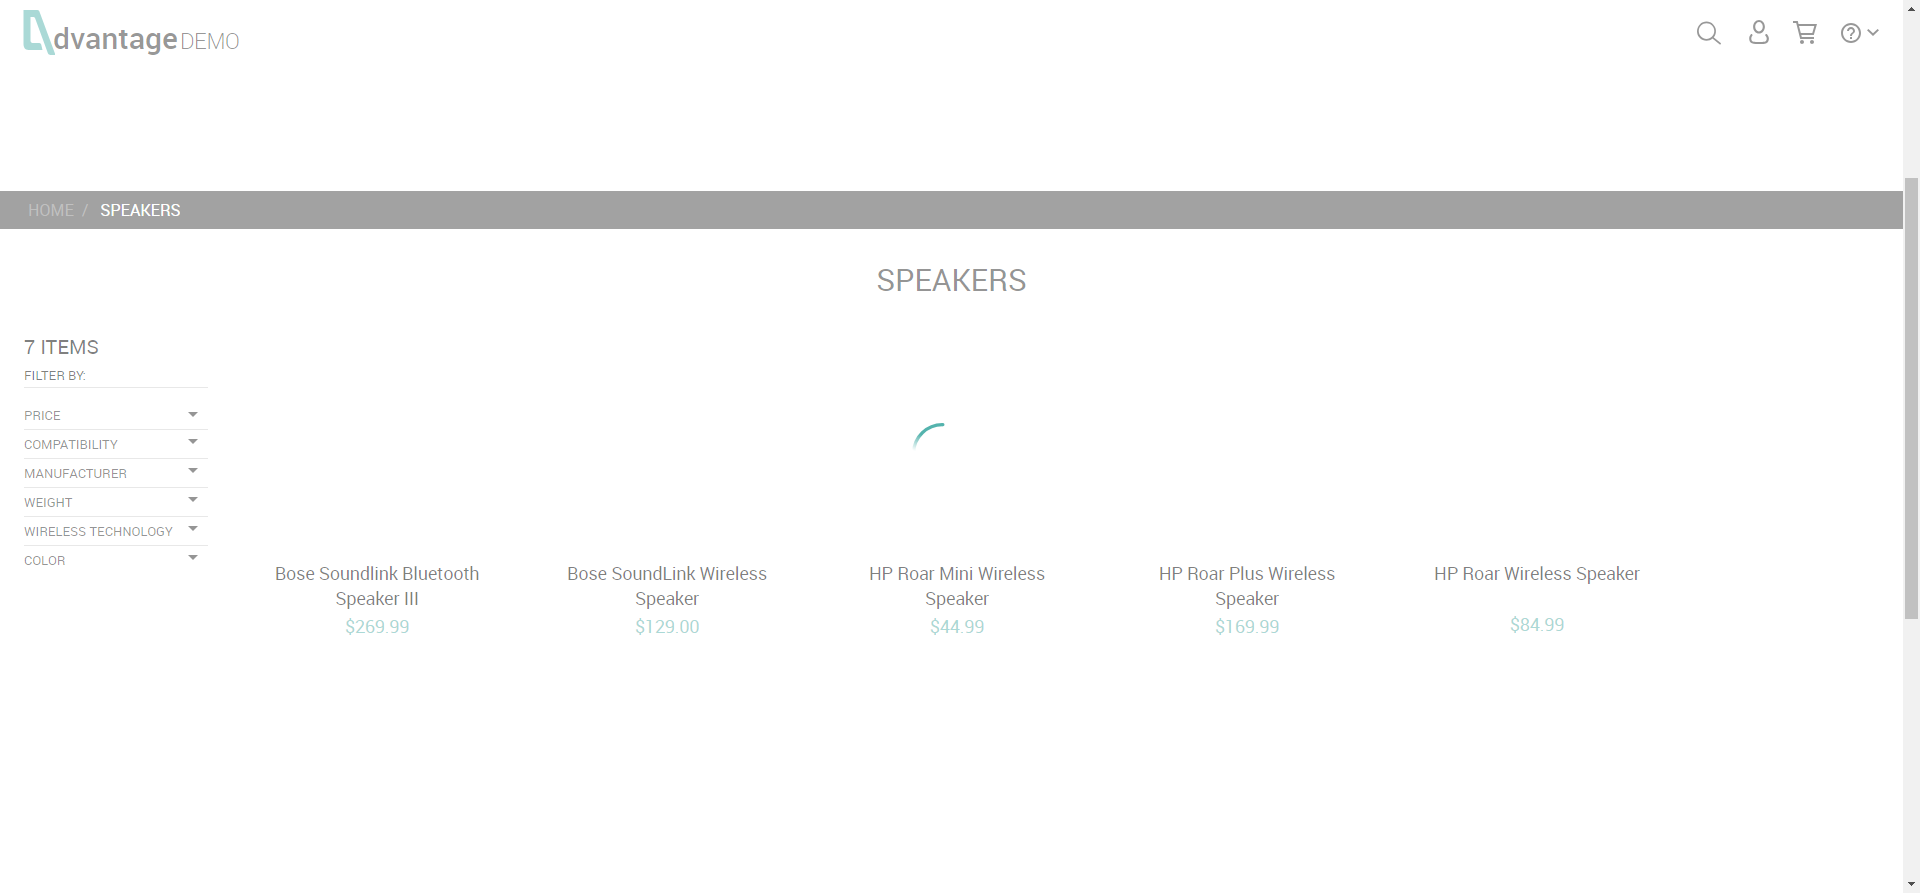 dvantage DEMO
HOME / SPEAKERS
SPEAKERS
7 ITEMS
FILTER BY:
PRICE
COMPATIBILITY
MANUFACTURER
WEIGHT
WIRELESS TECHNOLOGY
COLOR
Bose Soundlink Bluetooth
Speaker III
$269.99
Bose SoundLink Wireless
Speaker
$129.00
HP Roar Mini Wireless
Speaker
$44.99
HP Roar Plus Wireless
Speaker
$169.99
HP Roar Wireless Speaker
$84.99